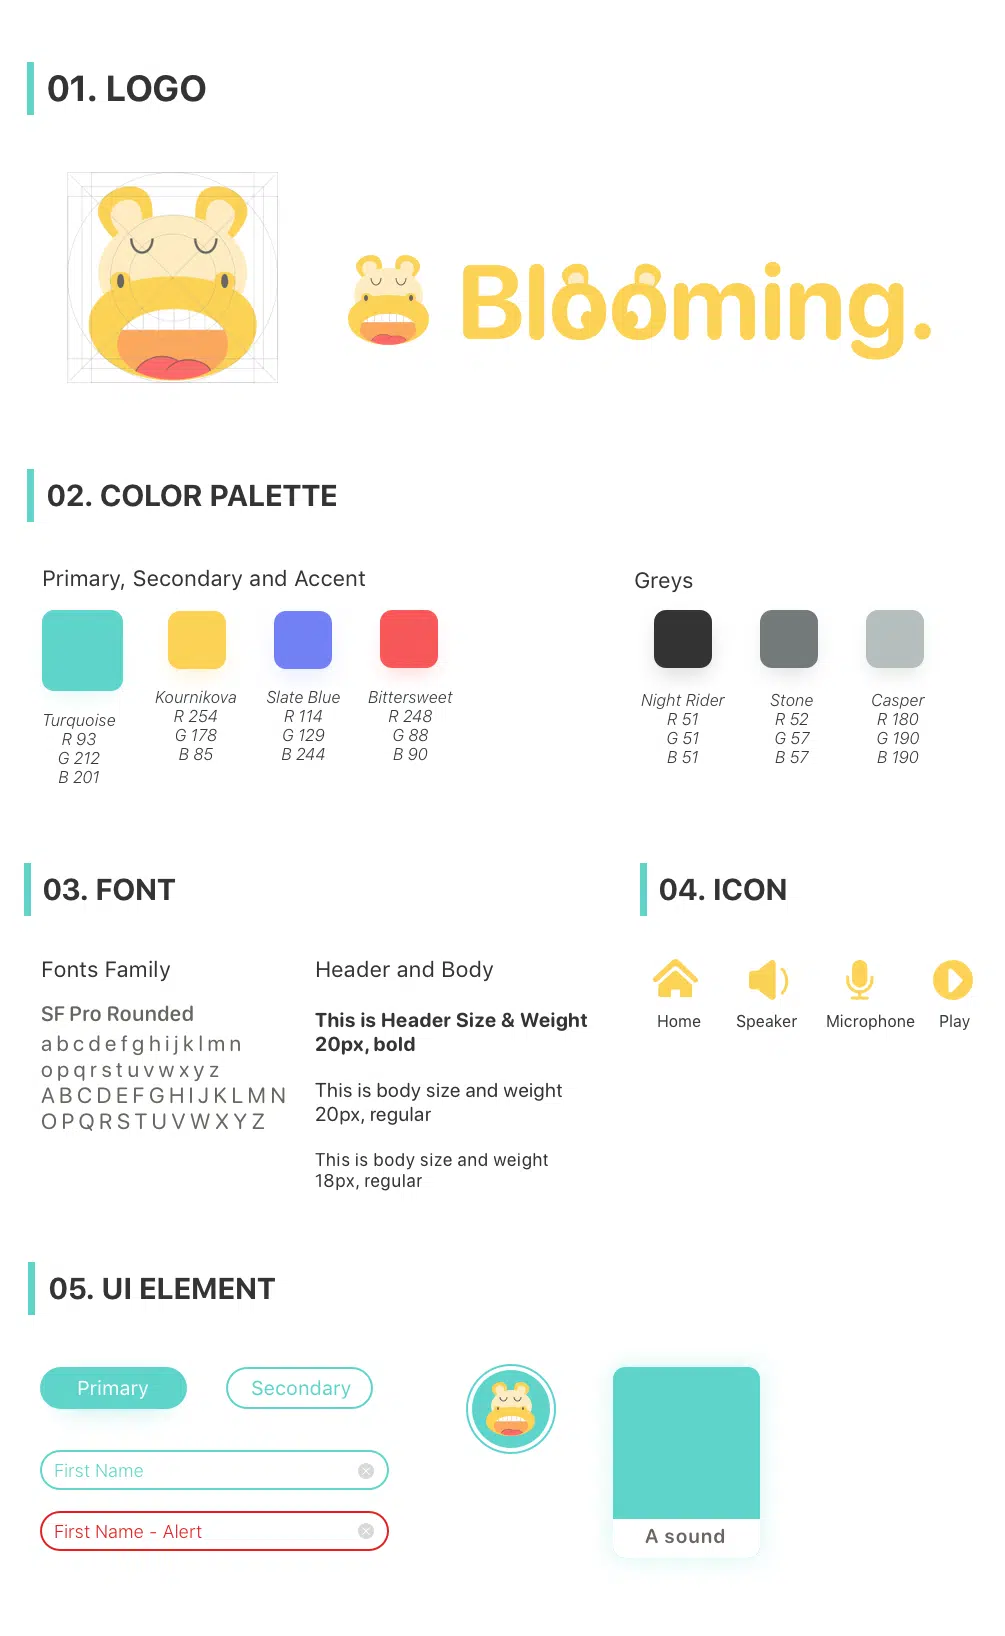 01. LOGO
Blooming.
02. COLOR PALETTE
Primary, Secondary and Accent
Turquoise
R 93
G 212
B 201
Kournikova
R 254
G 178
B 85
Slate Blue
R 114
G 129
B 244
Bittersweet
R 248
G 88
B 90
Greys
Night Rider
R 51
G 51
B 51
Stone
R 52
G 57
B 57
Casper
R 180
G 190
B 190
03. FONT
Fonts Family
SF Pro Rounded
a b c d e f g h i j k l m n
o p q r s t u v w x y z
A B C D E F G H I J K L M N
O P Q R S T U V W X Y Z
Header and Body
This is Header Size & Weight
20px, bold
This is body size and weight
20px, regular
This is body size and weight
18px, regular
04. ICON
Home
Speaker
Microphone
Play
05. UI ELEMENT
Primary
Secondary
First Name
First Name - Alert
A sound